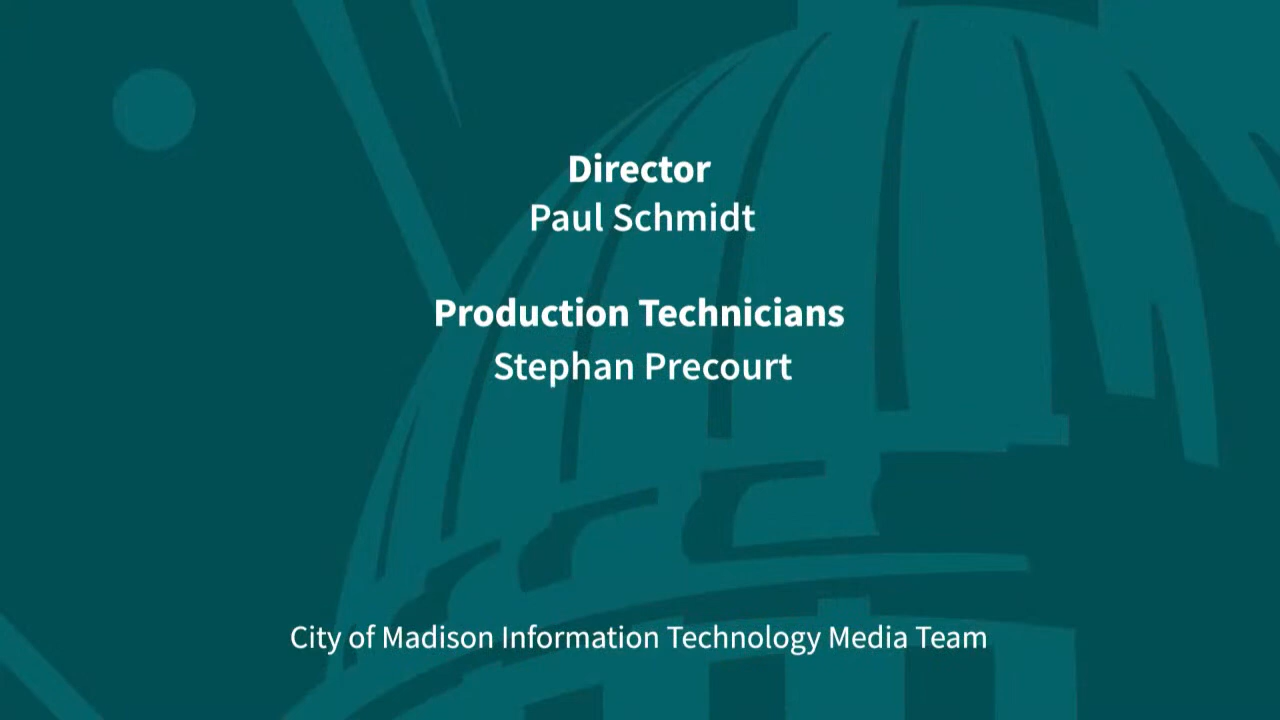 Director
Paul Schmidt
Production Technicians
Stephan Precourt
City of Madison Information Technology Media Team